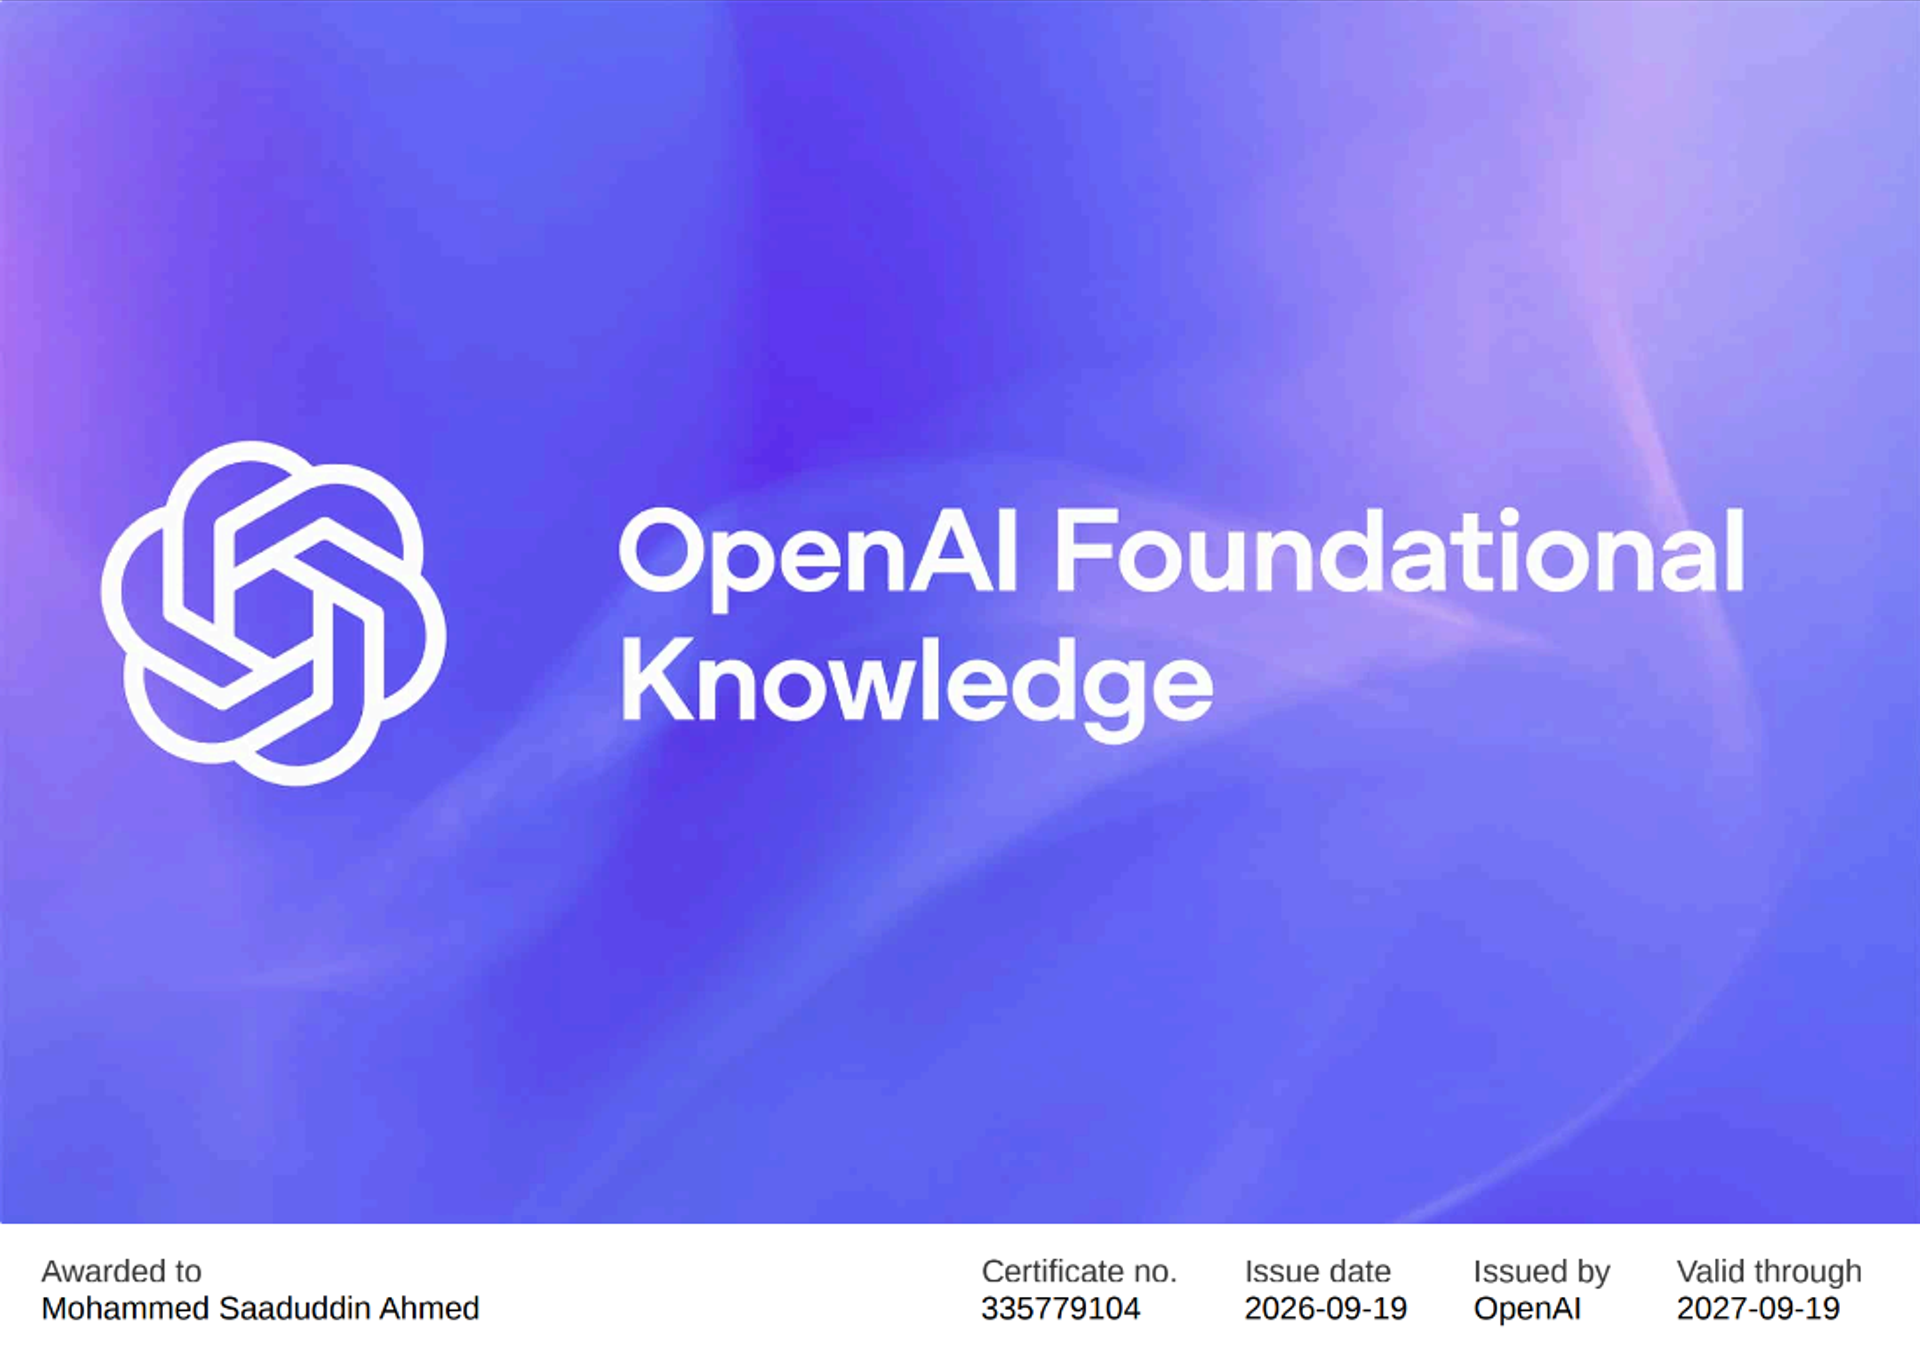 OpenAI Foundational
Knowledge
Awarded to
Mohammed Saaduddin Ahmed
Certificate no.
335779104
Issue date
2026-09-19
Issued by
OpenAI
Valid through
2027-09-19